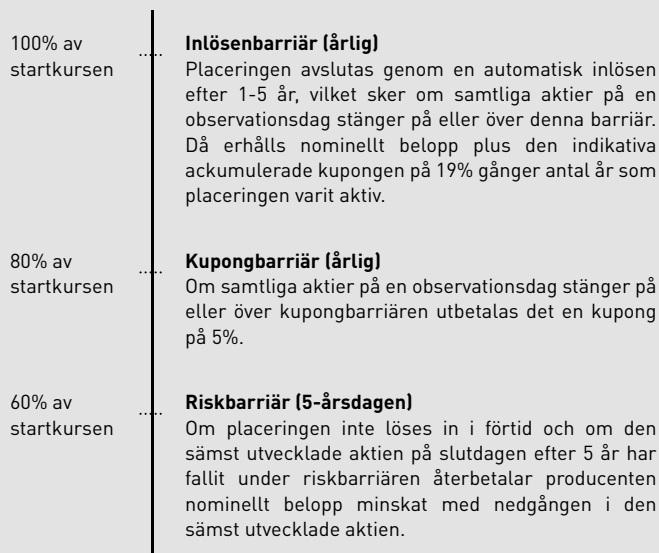 100% av
startkursen
.....
Inlösenbarriär (årlig)
Placeringen avslutas genom en automatisk inlösen
efter 1-5 år, vilket sker om samtliga aktier på en
observationsdag stänger på eller över denna barriär.
Då erhålls nominellt belopp plus den indikativa
ackumulerade kupongen på 19% gånger antal år som
placeringen varit aktiv.
80% av
startkursen
.....
Kupongbarriär (årlig)
Om samtliga aktier på en observationsdag stänger på
eller över kupongbarriären utbetalas det en kupong
på 5%.
60% av
startkursen
.....
Riskbarriär (5-årsdagen)
Om placeringen inte löses in i förtid och om den
sämst utvecklade aktien på slutdagen efter 5 år har
fallit under riskbarriären återbetalar producenten
nominellt belopp minskat med nedgången i den
sämst utvecklade aktien.